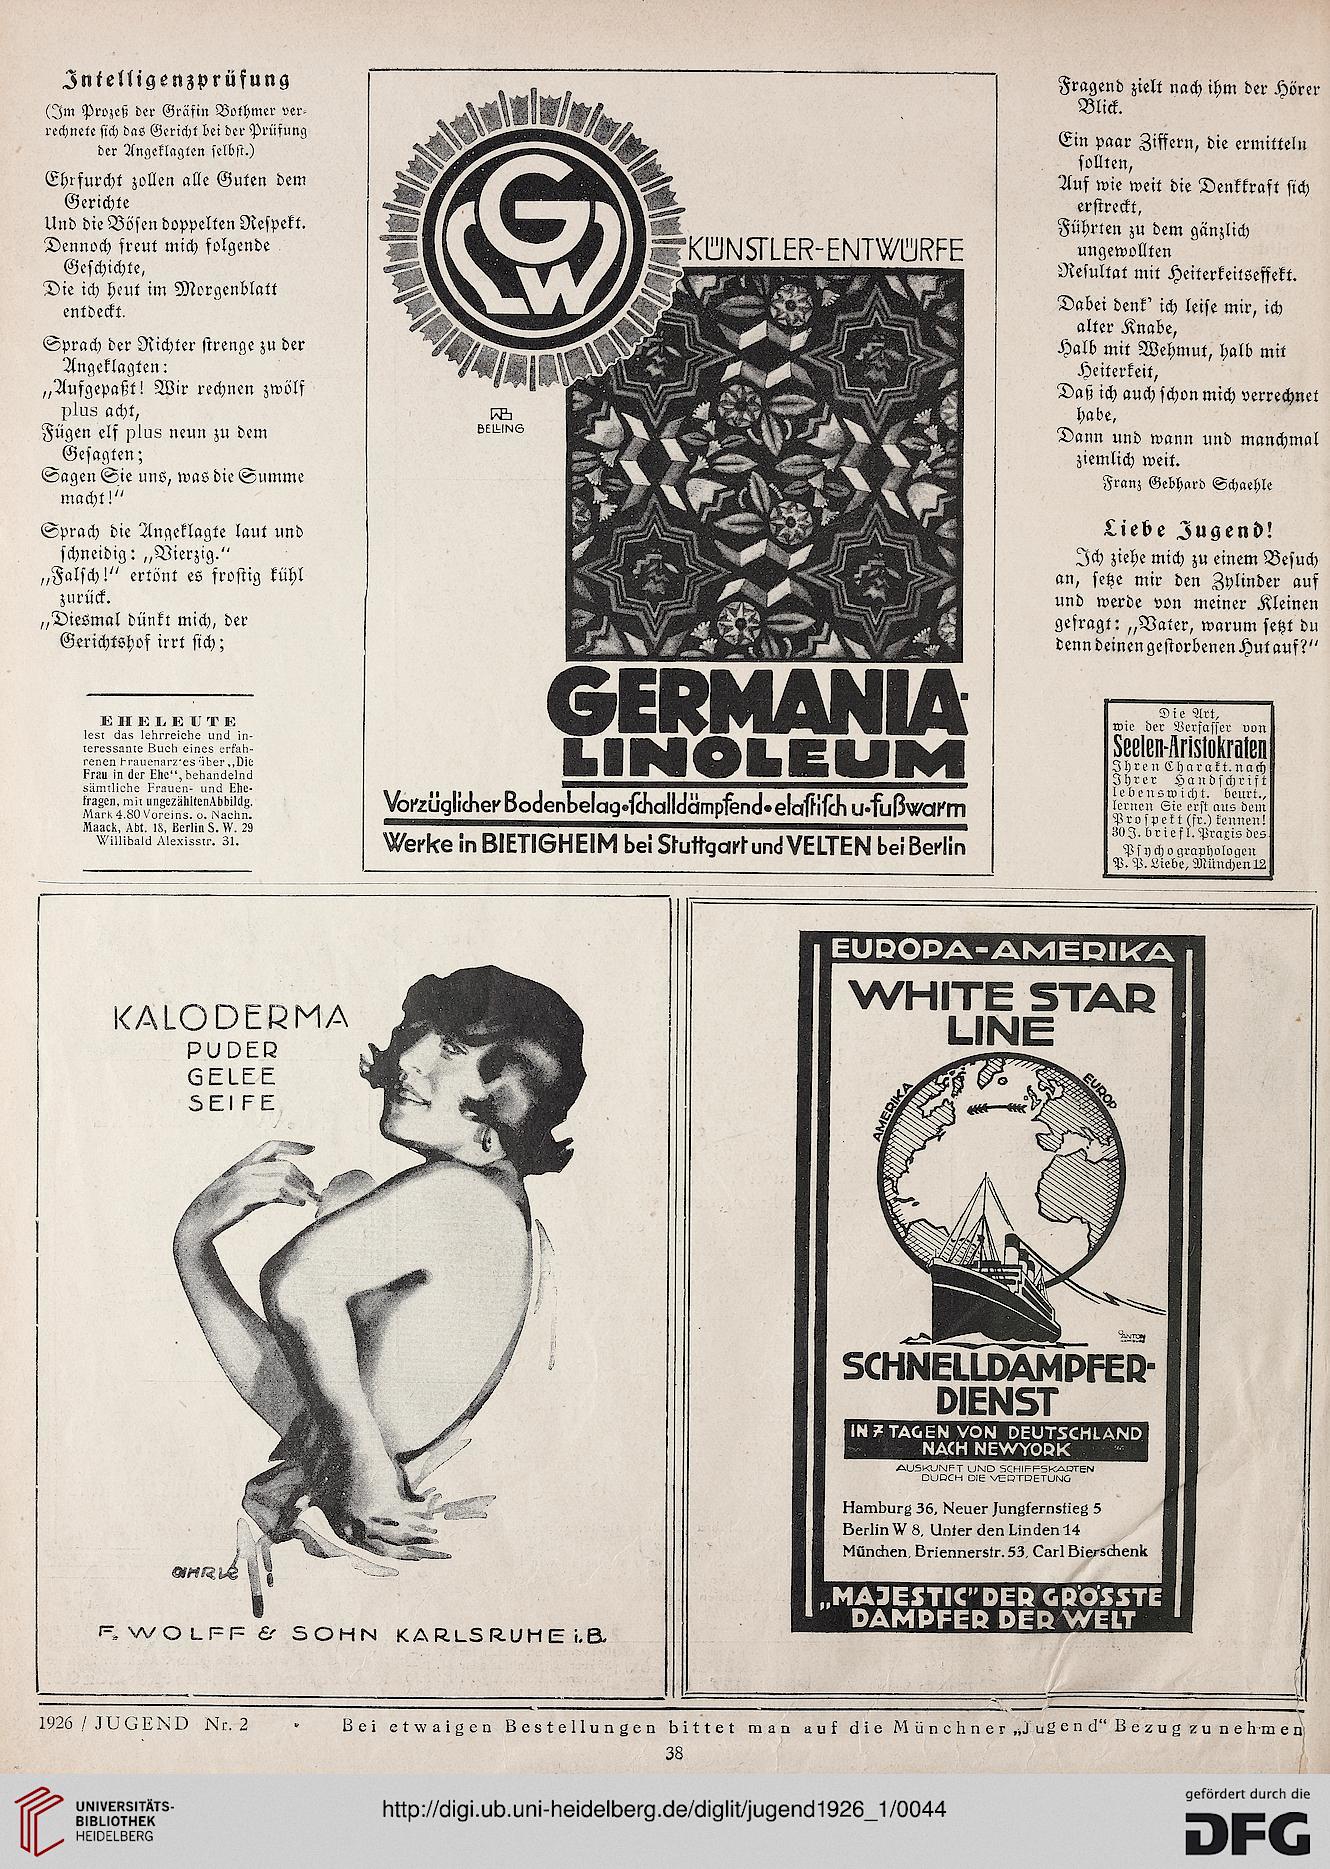 Intelligenzprüfung
(Im Prozeß der Gräfin Bothmer ver-
rechnete sich das Gericht bei der Prüfung
der Angeklagten selbst.)
Ehrfurcht zollen alle Guten dem
Gerichte
Und die Bösen doppelten Respekt.
Dennoch freut mich folgende
Geschichte,
Die ich heut im Morgenblatt
entdeckt.
Sprach der Richter strenge zu der
Angeklagten:
„Aufgepaßt! Wir rechnen zwölf
plus acht,
Fügen elf plus neun zu dem
Gesagten;
Sagen Sie uns, was die Summe
macht!“
Sprach die Angeklagte laut und
schneidig: „Vierzig.“
„Falsch!“ ertönt es frostig kühl
zurück.
„Diesmal dünkt mich, der
Gerichtshof irrt sich;
EHELEUTE
lest das lehrreiche und in-
teressante Buch eines erfah-
renen Frauenarztes über „Die
Frau in der Ehe“, behandelnd
sämtliche Frauen- und Ehe-
fragen, mit ungezählten Abbildg.
Mark 4.80 Voreins. o. Nachn.
Maack, Abt. 18, Berlin S. W. 29
Willibald Alexisstr. 31.
GW
KÜNSTLER-ENTWÜRFE
WB
BELLING
GERMANIA-
LINOLEUM
Vorzüglicher Bodenbelag•schalldämpfend•elastisch u•fußwarm
Werke in BIETIGHEIM bei Stuttgart und VELTEN bei Berlin
Fragend zielt nach ihm der Hörer
Blick.
Ein paar Ziffern, die ermitteln
sollten,
Auf wie weit die Denkkraft sich
erstreckt,
Führten zu dem gänzlich
ungewollten
Resultat mit Heiterkeitseffekt.
Dabei denk’ ich leise mir, ich
alter Knabe,
Halb mit Wehmut, halb mit
Heiterkeit,
Daß ich auch schon mich verrechnet
habe,
Dann und wann und manchmal
ziemlich weit.
Franz Gebhard Schaehle
Liebe Jugend!
Ich ziehe mich zu einem Besuch
an, setze mir den Zylinder auf
und werde von meiner Kleinen
gefragt: „Vater, warum setzt du
denn deinen gestorbenen Hut auf?“
Die Art,
wie der Verfasser von
Seelen-Aristokraten
Ihren Charakt. nach
Ihrer Handschrift
lebenswicht. beurt.,
lernen Sie erst aus dem
Prospekt (fr.) kennen!
30 J. briefl. Praxis des
Psychographologen
P. P. Liebe, München 12
KALODERMA
PUDER
GELEE
SEIFE
F. WOLFF & SOHN KARLSRUHE i.B.
EUROPA-AMERIKA
WHITE STAR
LINE
AMERIKA
EUROP
ANTON
SCHNELLDAMPFER-
DIENST
IN 7 TAGEN VON DEUTSCHLAND
NACH NEWYORK
AUSKUNFT UND SCHIFFSKARTEN
DURCH DIE VERTRETUNG
Hamburg 36, Neuer Jungfernstieg 5
Berlin W 8, Unter den Linden 14
München, Briennerstr. 53, Carl Bierschenk
„MAJESTIC“ DER GRÖSSTE
DAMPFER DER WELT
1926 / JUGEND Nr. 2 • Bei etwaigen Bestellungen bittet man auf die Münchner „Jugend“ Bezug zu nehmen
38
UNIVERSITÄTS-
BIBLIOTHEK
HEIDELBERG
http://digi.ub.uni-heidelberg.de/diglit/jugend1926_1/0044
gefördert durch die
DFG